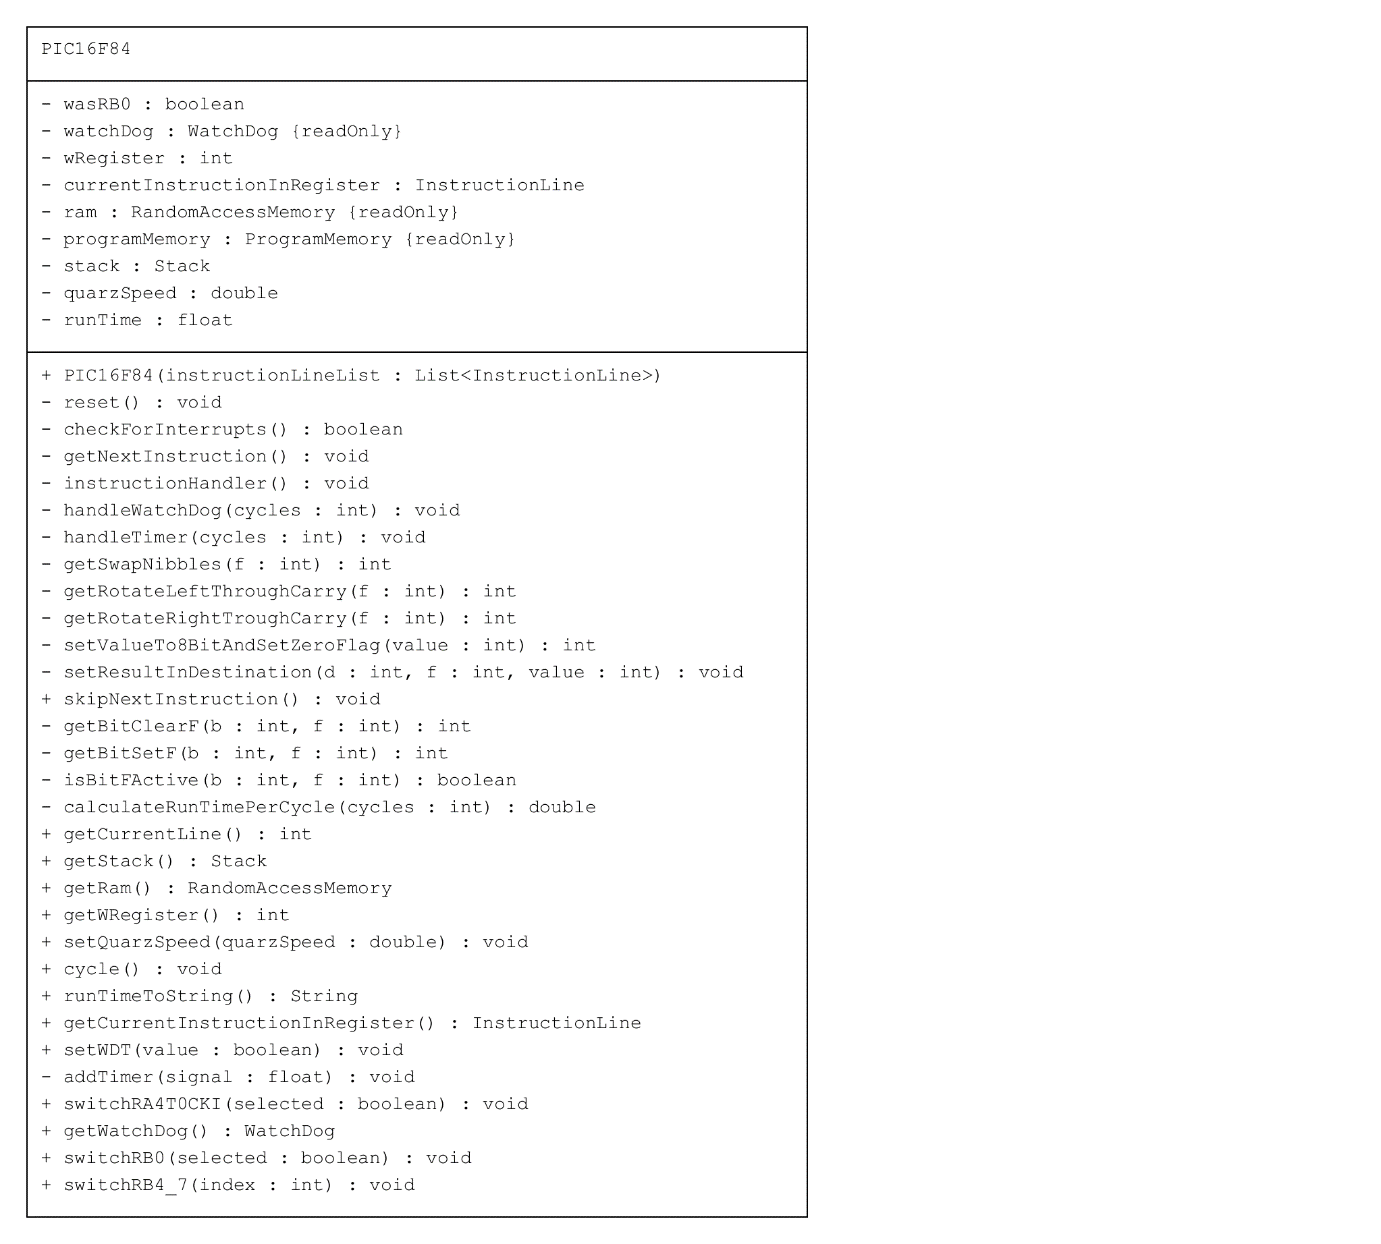 PIC16F84
- wasRB0 : boolean
- watchDog : WatchDog {readOnly}
- wRegister : int
- currentInstructionInRegister : InstructionLine
- ram : RandomAccessMemory {readOnly}
- programMemory : ProgramMemory {readOnly}
- stack : Stack
- quarzSpeed : double
- runTime : float
+ PIC16F84(instructionLineList : List<InstructionLine>)
- reset() : void
- checkForInterrupts() : boolean
- getNextInstruction() : void
- instructionHandler() : void
- handleWatchDog(cycles : int) : void
- handleTimer(cycles : int) : void
- getSwapNibbles(f : int) : int
- getRotateLeftThroughCarry(f : int) : int
- getRotateRightTroughCarry(f : int) : int
- setValueTo8BitAndSetZeroFlag(value : int) : int
- setResultInDestination(d : int, f : int, value : int) : void
+ skipNextInstruction() : void
- getBitClearF(b : int, f : int) : int
- getBitSetF(b : int, f : int) : int
- isBitFActive(b : int, f : int) : boolean
- calculateRunTimePerCycle(cycles : int) : double
+ getCurrentLine() : int
+ getStack() : Stack
+ getRam() : RandomAccessMemory
+ getWRegister() : int
+ setQuarzSpeed(quarzSpeed : double) : void
+ cycle() : void
+ runTimeToString() : String
+ getCurrentInstructionInRegister() : InstructionLine
+ setWDT(value : boolean) : void
- addTimer(signal : float) : void
+ switchRA4T0CKI(selected : boolean) : void
+ getWatchDog() : WatchDog
+ switchRB0(selected : boolean) : void
+ switchRB4_7(index : int) : void